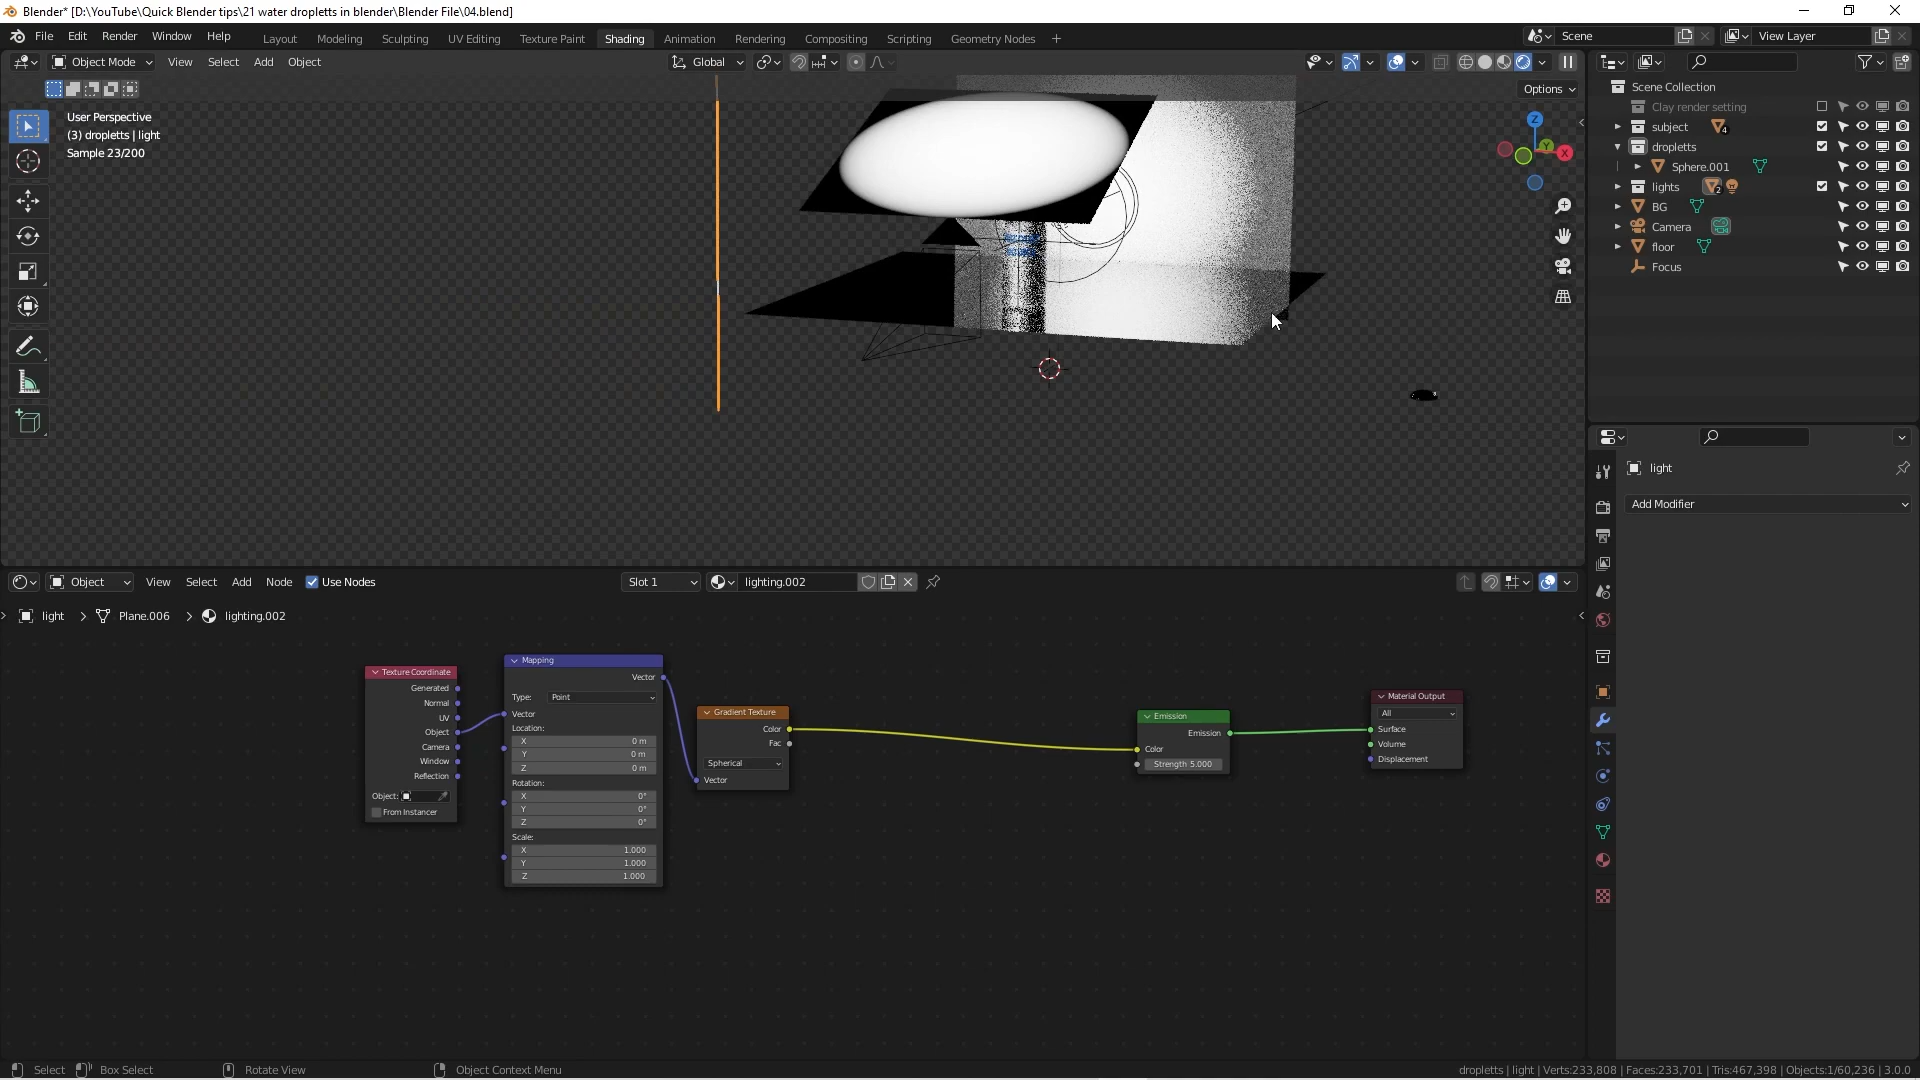 Blender* [D:\YouTube\Quick Blender tips\21 water dropletts in blender\Blender File\04.blend]
File Edit Render Window Help
Layout Modeling Sculpting UV Editing Texture Paint Shading Animation Rendering Compositing Scripting Geometry Nodes +
Scene
View Layer
Object Mode View Select Add Object
Global
Options
User Perspective
(3) dropletts | light
Sample 23/200
Z
Y
X
Scene Collection
Clay render setting
subject 4
dropletts
Sphere.001
lights 2
BG
Camera
floor
Focus
light
Add Modifier
Object View Select Add Node Use Nodes
Slot 1
lighting.002
light > Plane.006 > lighting.002
Texture Coordinate
Generated
Normal
UV
Object
Camera
Window
Reflection
Object:
From Instancer
Mapping
Vector
Type: Point
Vector
Location:
X 0 m
Y 0 m
Z 0 m
Rotation:
X 0°
Y 0°
Z 0°
Scale:
X 1.000
Y 1.000
Z 1.000
Gradient Texture
Color
Fac
Spherical
Vector
Emission
Emission
Color
Strength 5.000
Material Output
All
Surface
Volume
Displacement
Select Box Select Rotate View Object Context Menu
dropletts | light | Verts:233,808 | Faces:233,701 | Tris:467,398 | Objects:1/60,236 | 3.0.0